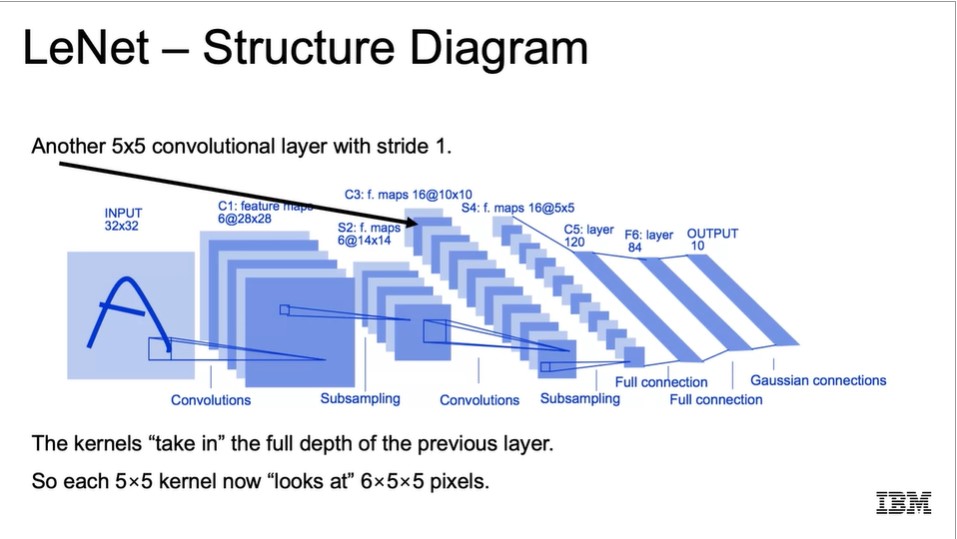 LeNet – Structure Diagram
Another 5x5 convolutional layer with stride 1.
C3: f. maps 16@10x10
INPUT
32x32
C1: feature maps
6@28x28
S4: f. maps 16@5x5
S2: f. maps
6@14x14
C5: layer
120
F6: layer
84
OUTPUT
10
Full connection
Gaussian connections
Convolutions
Subsampling
Convolutions
Subsampling
Full connection
The kernels “take in” the full depth of the previous layer.
So each 5×5 kernel now “looks at” 6×5×5 pixels.
IBM